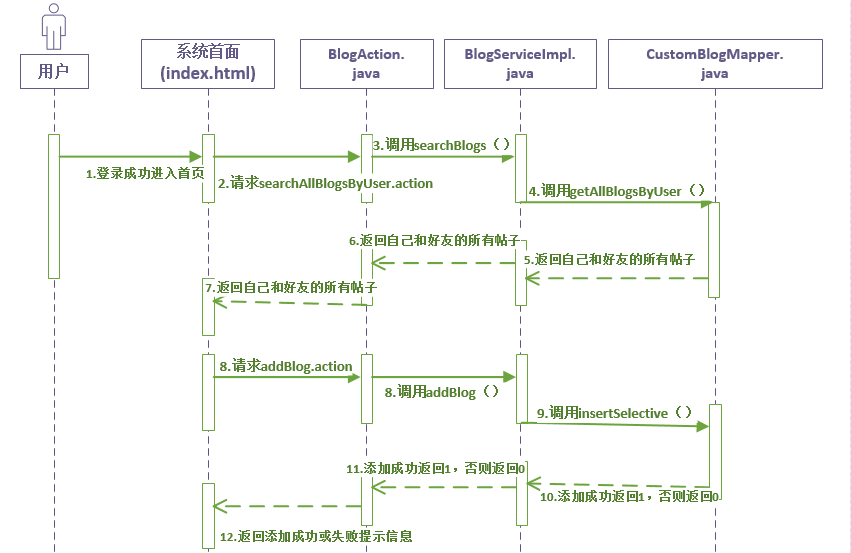 用户
系统首面
(index.html)
BlogAction.
java
BlogServiceImpl.
java
CustomBlogMapper.
java
1.登录成功进入首页
2.请求searchAllBlogsByUser.action
3.调用searchBlogs（）
4.调用getAllBlogsByUser（）
5.返回自己和好友的所有帖子
6.返回自己和好友的所有帖子
7.返回自己和好友的所有帖子
8.请求addBlog.action
8.调用addBlog（）
9.调用insertSelective（）
10.添加成功返回1，否则返回0
11.添加成功返回1，否则返回0
12.返回添加成功或失败提示信息